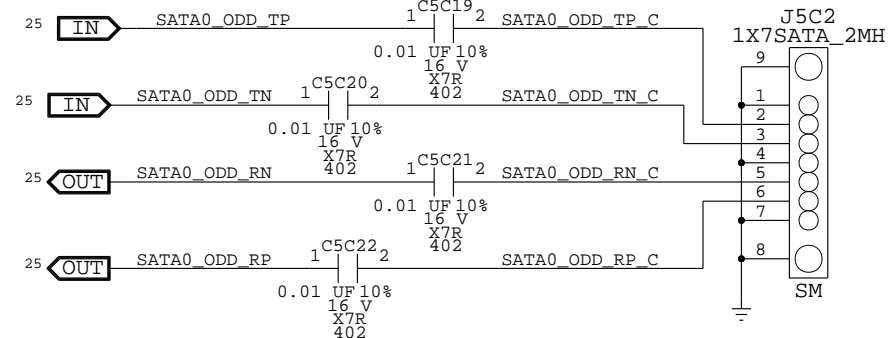 25 IN SATA0_ODD_TP 1 C5C19 2 SATA0_ODD_TP_C
0.01 UF 10%
16 V
X7R
402
25 IN SATA0_ODD_TN 1 C5C20 2 SATA0_ODD_TN_C
0.01 UF 10%
16 V
X7R
402
25 OUT SATA0_ODD_RN 1 C5C21 2 SATA0_ODD_RN_C
0.01 UF 10%
16 V
X7R
402
25 OUT SATA0_ODD_RP 1 C5C22 2 SATA0_ODD_RP_C
0.01 UF 10%
16 V
X7R
402
J5C2
1X7SATA_2MH
9
1
2
3
4
5
6
7
8
SM